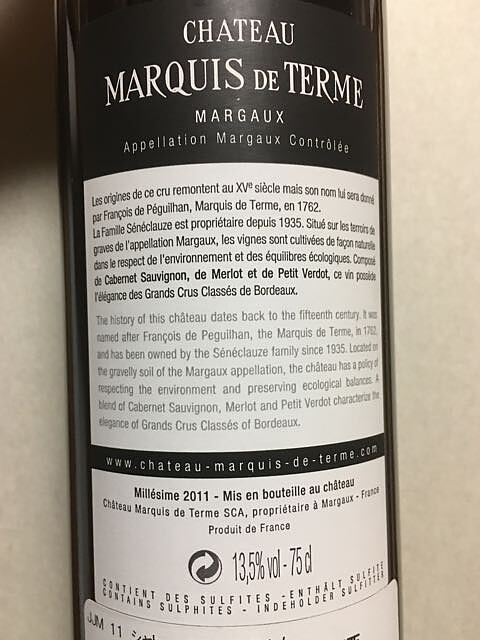 CHATEAU
MARQUIS DE TERME
MARGAUX
Appellation Margaux Contrôlée
Les origines de ce cru remontent au XVe siècle mais son nom lui sera donné
par François de Péguilhan, Marquis de Terme, en 1762.
La Famille Sénéclauze est propriétaire depuis 1935. Situé sur les terroirs de
graves de l'appellation Margaux, les vignes sont cultivées de façon naturelle
dans le respect de l'environnement et des équilibres écologiques. Composé
de Cabernet Sauvignon, de Merlot et de Petit Verdot, ce vin possède
l'élégance des Grands Crus Classés de Bordeaux.
The history of this château dates back to the fifteenth century. It was
named after François de Peguilhan, the Marquis de Terme, in 1762,
and has been owned by the Sénéclauze family since 1935. Located on
the gravelly soil of the Margaux appellation, the château has a policy of
respecting the environment and preserving ecological balances. A
blend of Cabernet Sauvignon, Merlot and Petit Verdot characterize the
elegance of Grands Crus Classés of Bordeaux.
www.chateau-marquis-de-terme.com
Millésime 2011 - Mis en bouteille au château
Château Marquis de Terme SCA, propriétaire à Margaux - France
Produit de France
13,5% vol - 75 cl
CONTIENT DES SULFITES - ENTHÄLT SULFITE
CONTAINS SULPHITES - INDEHOLDER SULFITTER
JJM 11